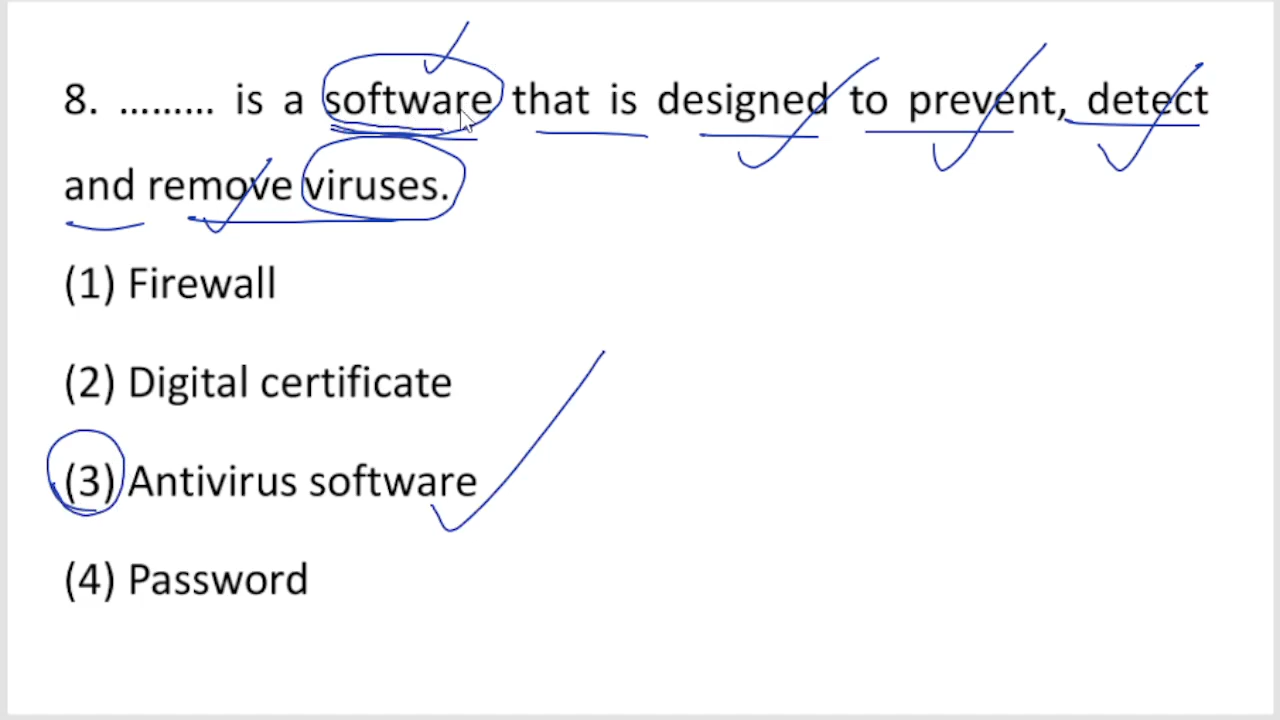 8. ......... is a software that is designed to prevent, detect
and remove viruses.
(1) Firewall
(2) Digital certificate
(3) Antivirus software
(4) Password